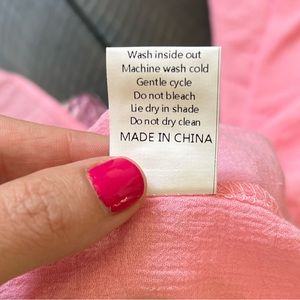 Wash inside out
Machine wash cold
Gentle cycle
Do not bleach
Lie dry in shade
Do not dry clean
MADE IN CHINA